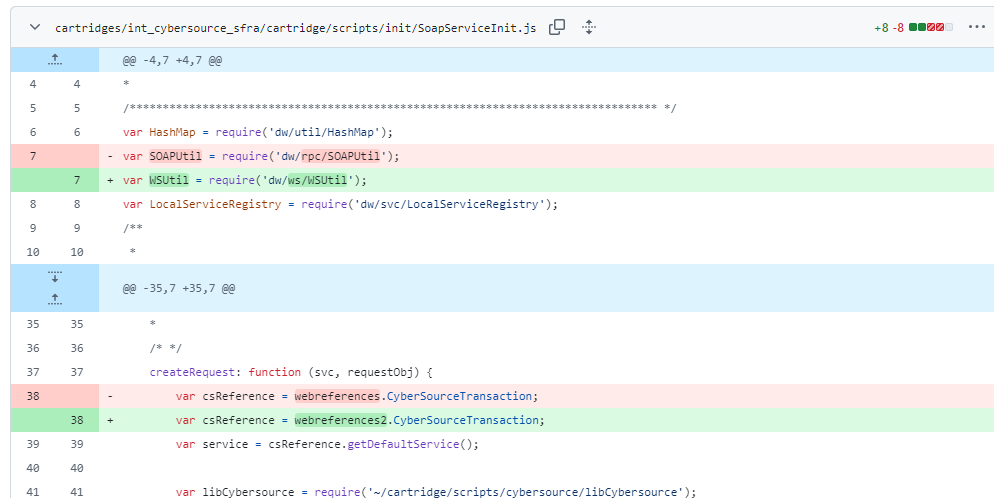 cartridges/int_cybersource_sfra/cartridge/scripts/init/SoapServiceInit.js +8 -8
@@ -4,7 +4,7 @@
4 4 *
5 5 /******************************************************************************** */
6 6 var HashMap = require('dw/util/HashMap');
7 - var SOAPUtil = require('dw/rpc/SOAPUtil');
7 + var WSUtil = require('dw/ws/WSUtil');
8 8 var LocalServiceRegistry = require('dw/svc/LocalServiceRegistry');
9 9 /**
10 10 *
@@ -35,7 +35,7 @@
35 35 *
36 36 /* */
37 37 createRequest: function (svc, requestObj) {
38 - var csReference = webreferences.CyberSourceTransaction;
38 + var csReference = webreferences2.CyberSourceTransaction;
39 39 var service = csReference.getDefaultService();
40 40
41 41 var libCybersource = require('~/cartridge/scripts/cybersource/libCybersource');